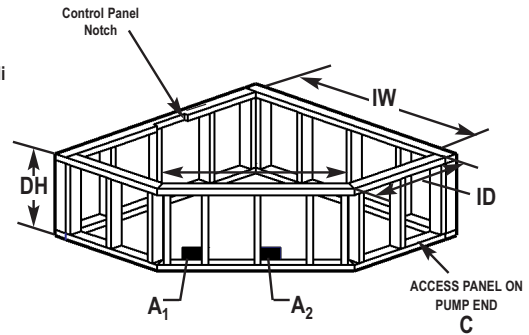 Control Panel
Notch
i
IW
DH
ID
A1
A2
ACCESS PANEL ON
PUMP END
C